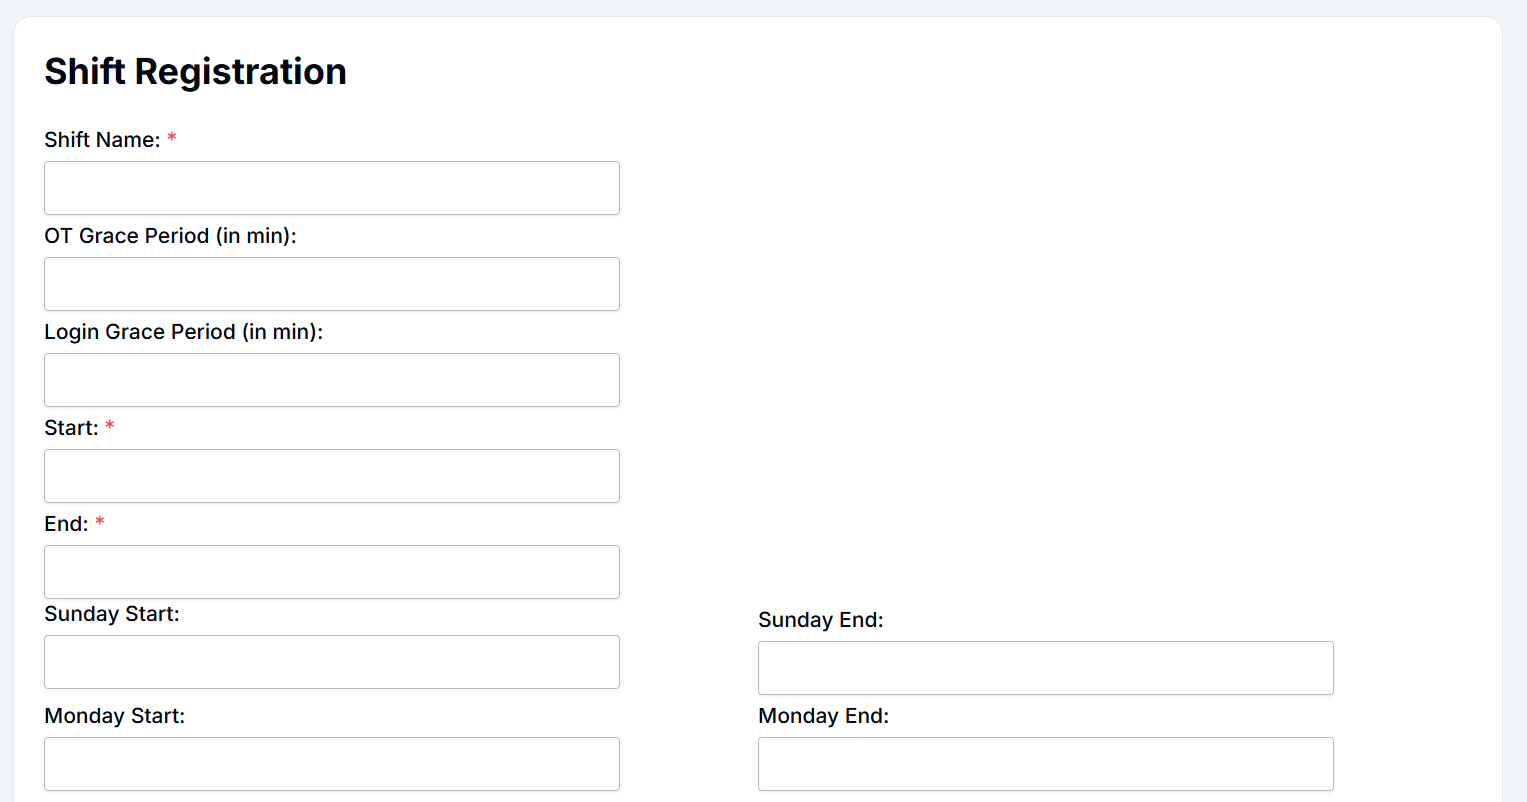 Shift Registration
Shift Name: *
OT Grace Period (in min):
Login Grace Period (in min):
Start: *
End: *
Sunday Start:
Sunday End:
Monday Start:
Monday End: